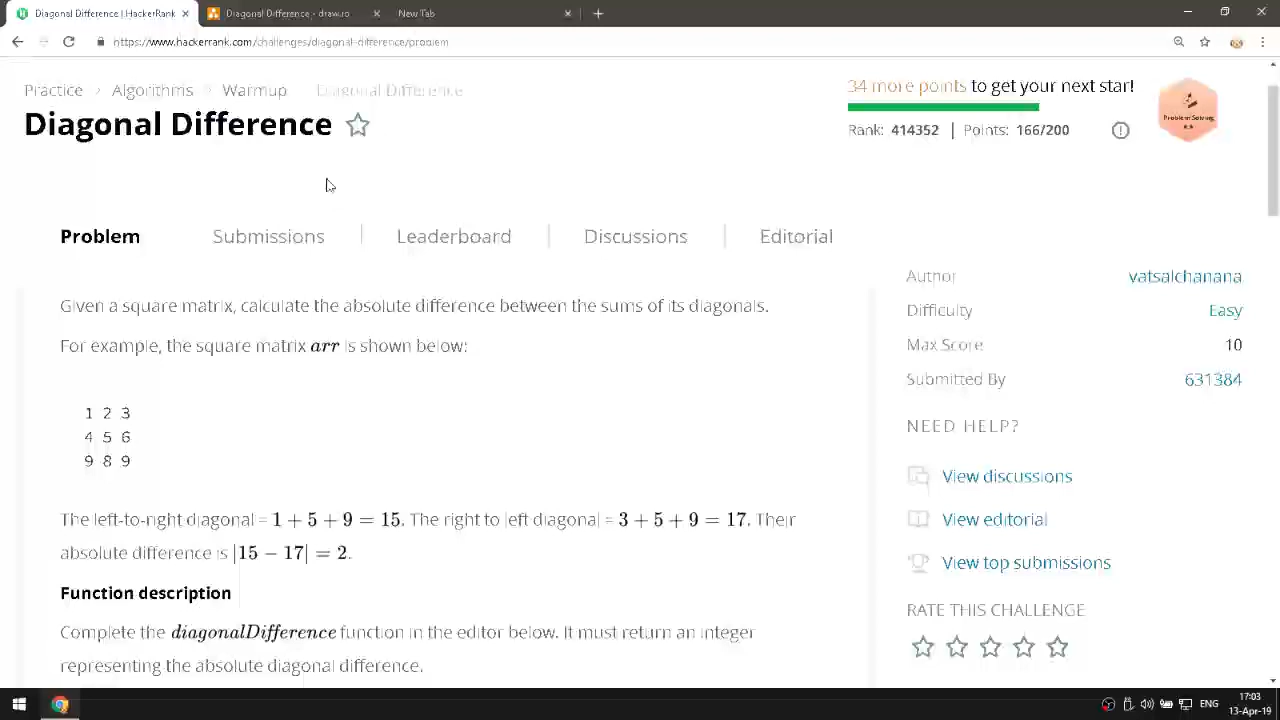 Diagonal Difference | HackerRank
Diagonal Difference - draw.io
New Tab
https://www.hackerrank.com/challenges/diagonal-difference/problem
Practice > Algorithms > Warmup > Diagonal Difference
Diagonal Difference
34 more points to get your next star!
Rank: 414352 | Points: 166/200
Problem Solving
Problem
Submissions
Leaderboard
Discussions
Editorial
Given a square matrix, calculate the absolute difference between the sums of its diagonals.
For example, the square matrix arr is shown below:
1 2 3
4 5 6
9 8 9
The left-to-right diagonal = 1 + 5 + 9 = 15. The right to left diagonal = 3 + 5 + 9 = 17. Their
absolute difference is |15 − 17| = 2.
Function description
Complete the diagonalDifference function in the editor below. It must return an integer
representing the absolute diagonal difference.
Author vatsalchanana
Difficulty Easy
Max Score 10
Submitted By 631384
NEED HELP?
View discussions
View editorial
View top submissions
RATE THIS CHALLENGE
ENG
17:03
13-Apr-19